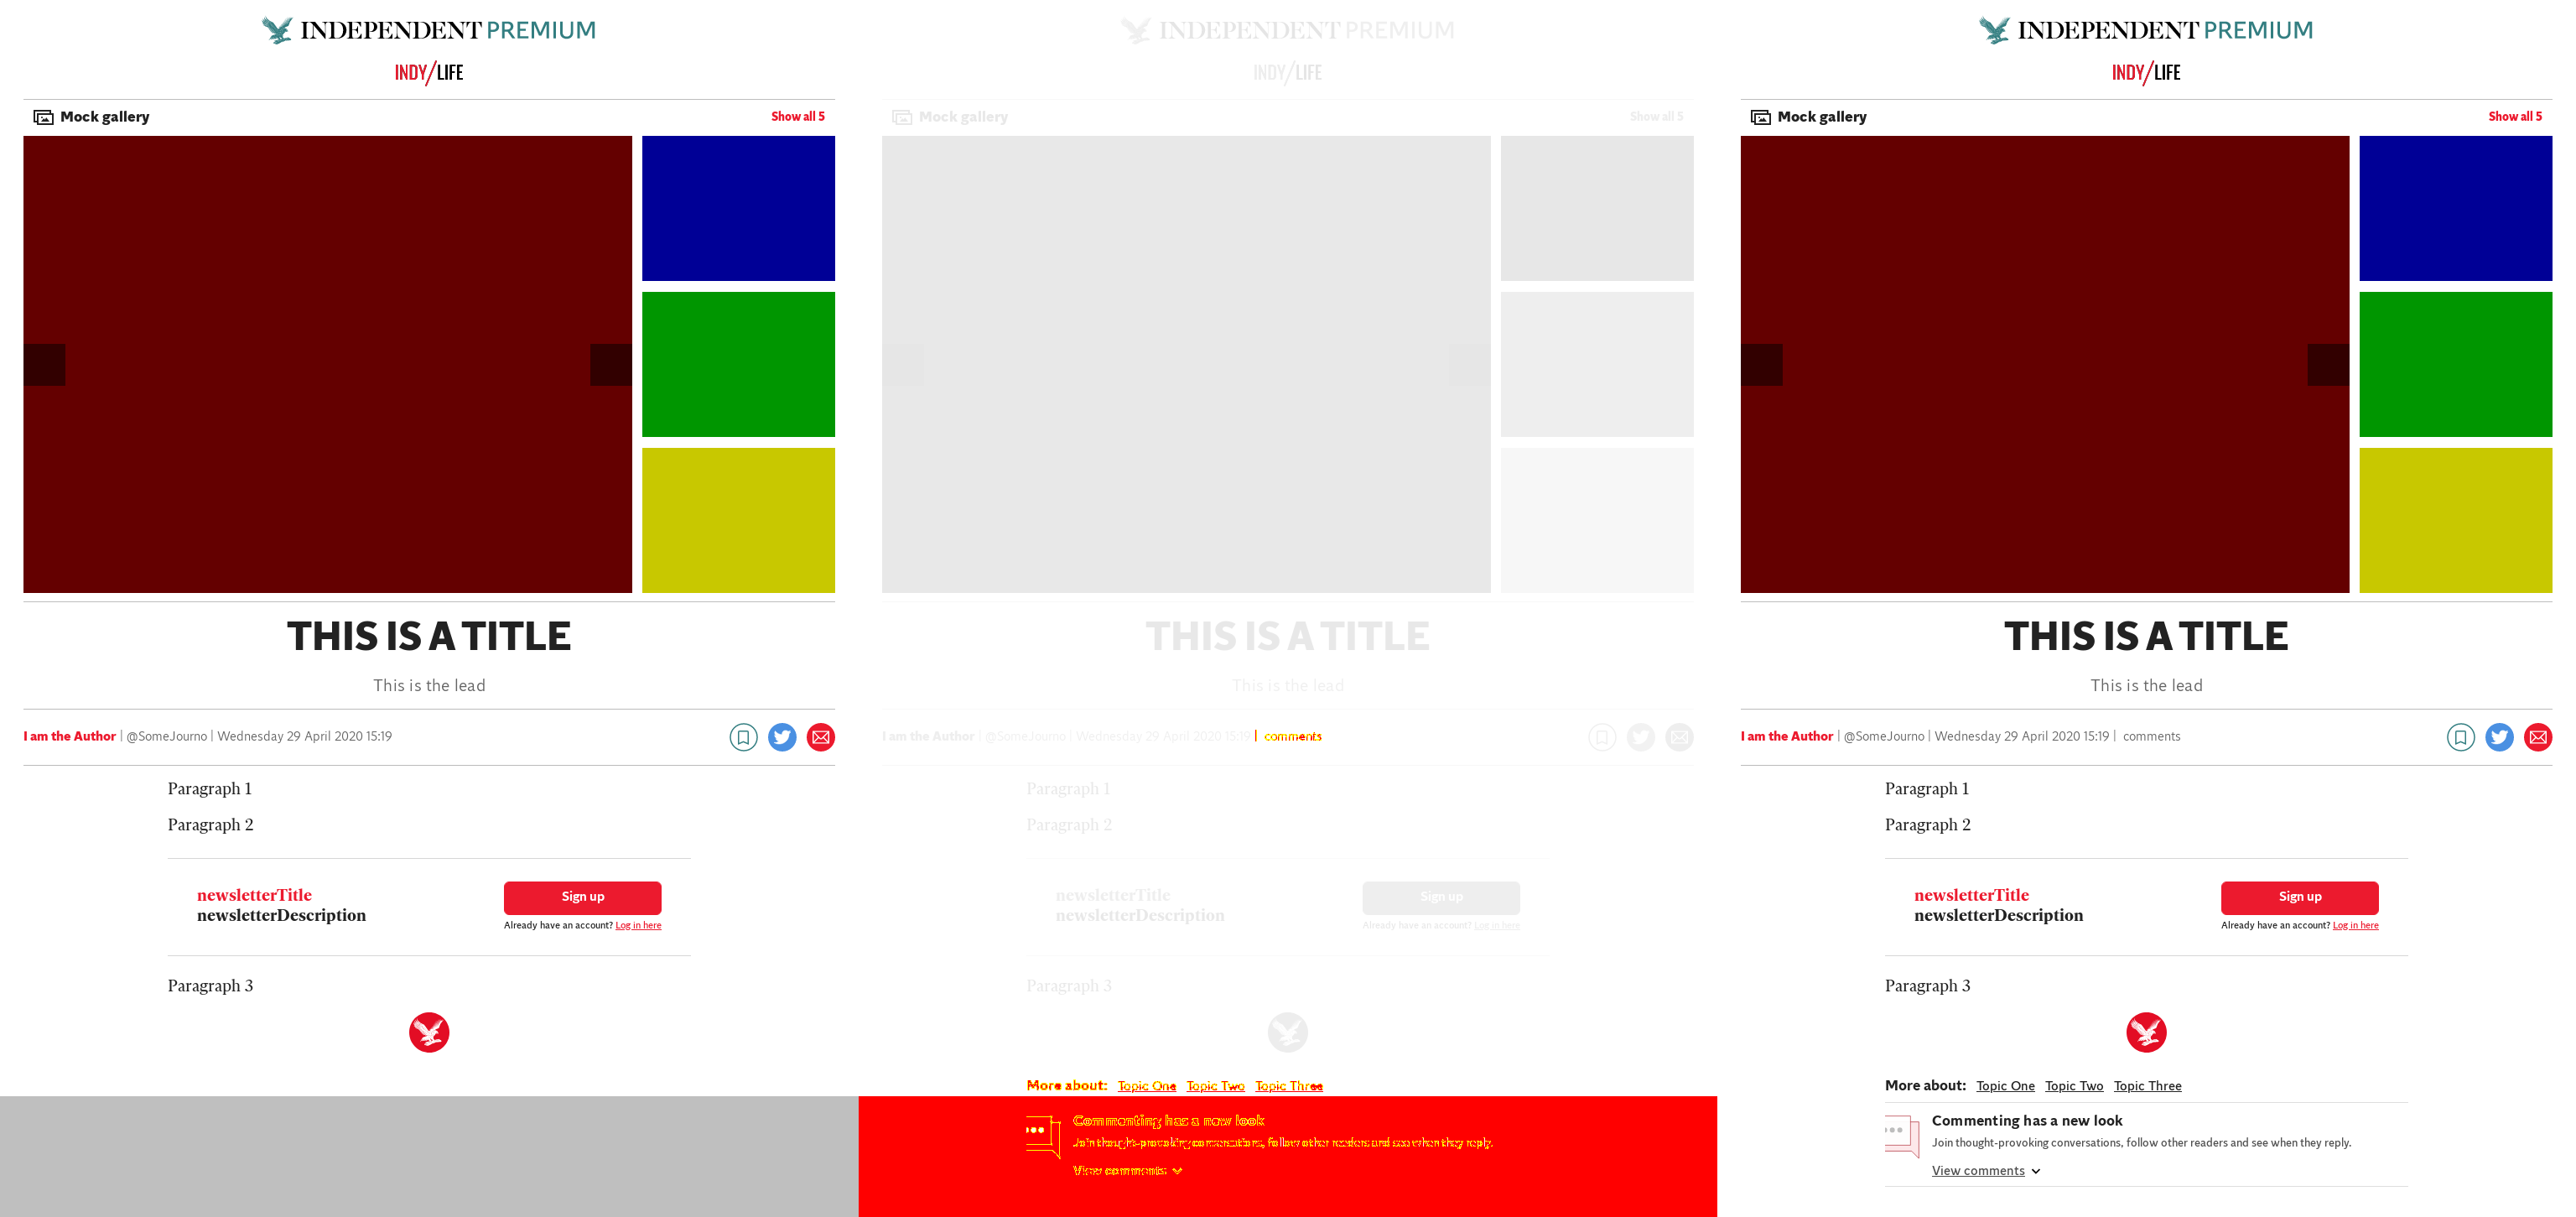 INDEPENDENT PREMIUM
INDY/LIFE
Mock gallery
Show all 5
THIS IS A TITLE
This is the lead
I am the Author | @SomeJourno | Wednesday 29 April 2020 15:19
Paragraph 1
Paragraph 2
newsletterTitle
newsletterDescription
Sign up
Already have an account? Log in here
Paragraph 3
INDEPENDENT PREMIUM
INDY/LIFE
Mock gallery
Show all 5
THIS IS A TITLE
This is the lead
I am the Author | @SomeJourno | Wednesday 29 April 2020 15:19 | comments
Paragraph 1
Paragraph 2
newsletterTitle
newsletterDescription
Sign up
Already have an account? Log in here
Paragraph 3
More about: Topic One Topic Two Topic Three
Commenting has a new look
Join thought-provoking conversations, follow other readers and see when they reply.
View comments
INDEPENDENT PREMIUM
INDY/LIFE
Mock gallery
Show all 5
THIS IS A TITLE
This is the lead
I am the Author | @SomeJourno | Wednesday 29 April 2020 15:19 | comments
Paragraph 1
Paragraph 2
newsletterTitle
newsletterDescription
Sign up
Already have an account? Log in here
Paragraph 3
More about: Topic One Topic Two Topic Three
Commenting has a new look
Join thought-provoking conversations, follow other readers and see when they reply.
View comments